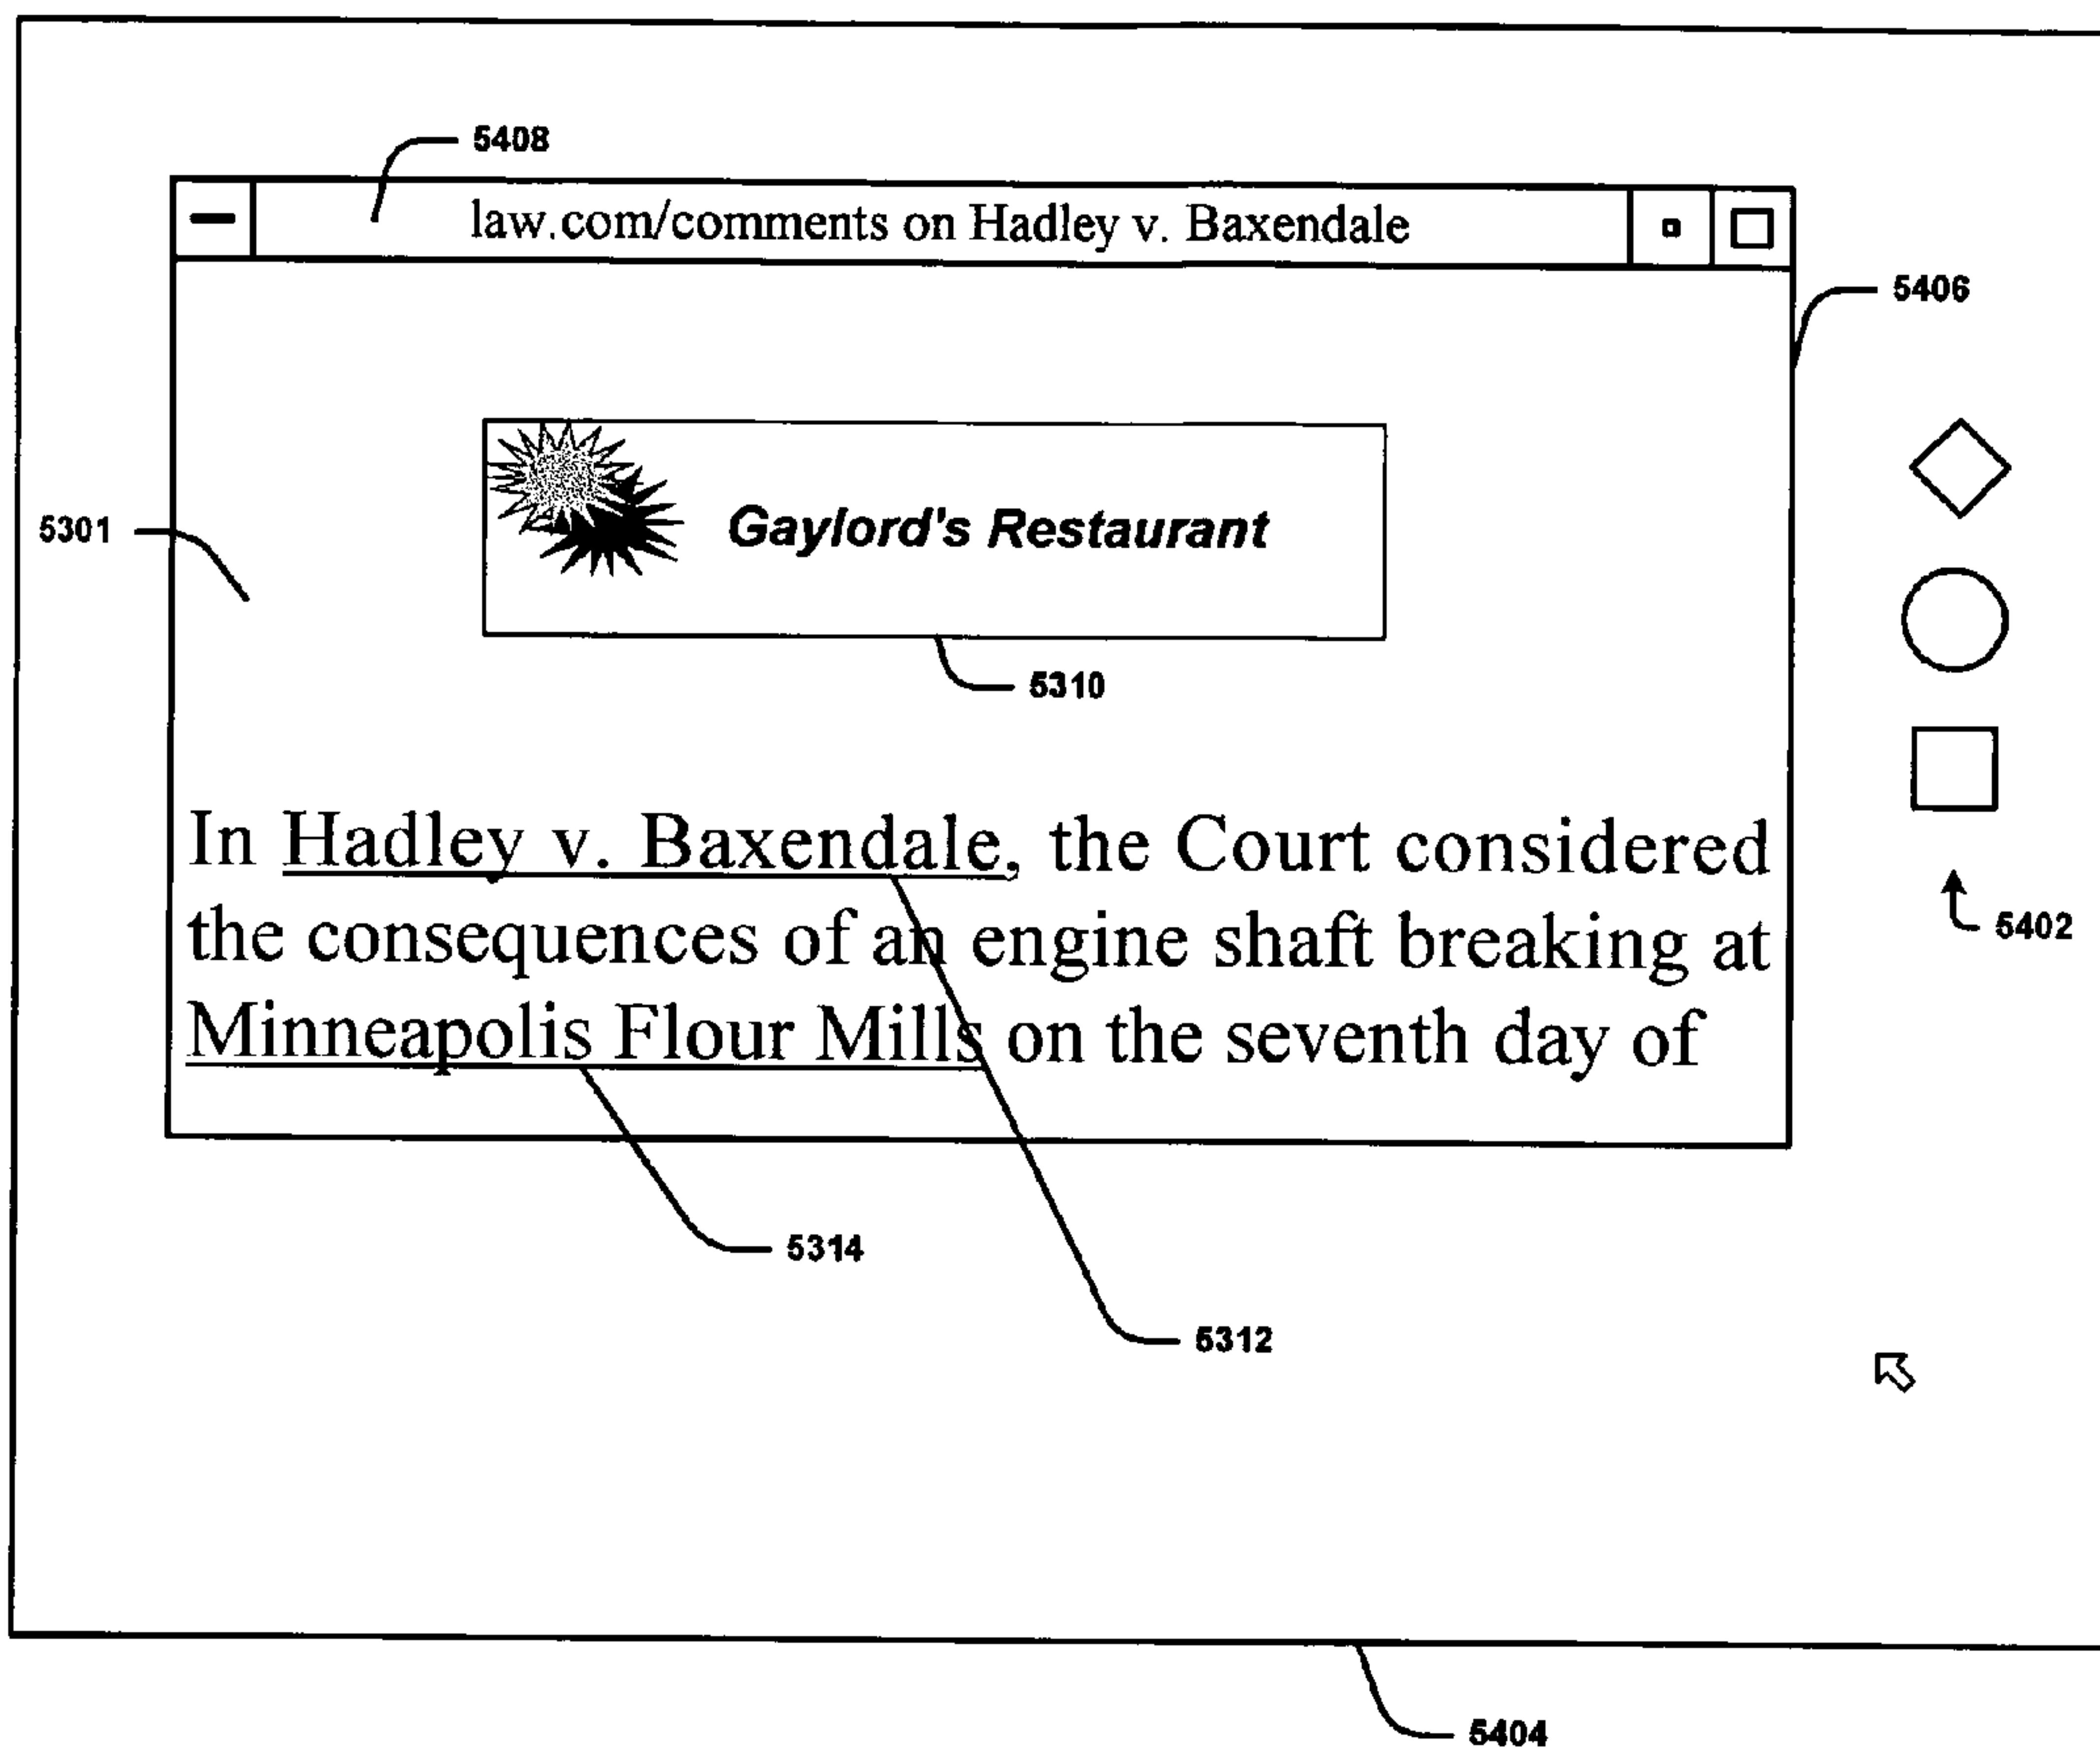 5408
law.com/comments on Hadley v. Baxendale
5406
5301
Gaylord's Restaurant
5310
In Hadley v. Baxendale, the Court considered
the consequences of an engine shaft breaking at
Minneapolis Flour Mills on the seventh day of
5402
5314
5312
5404